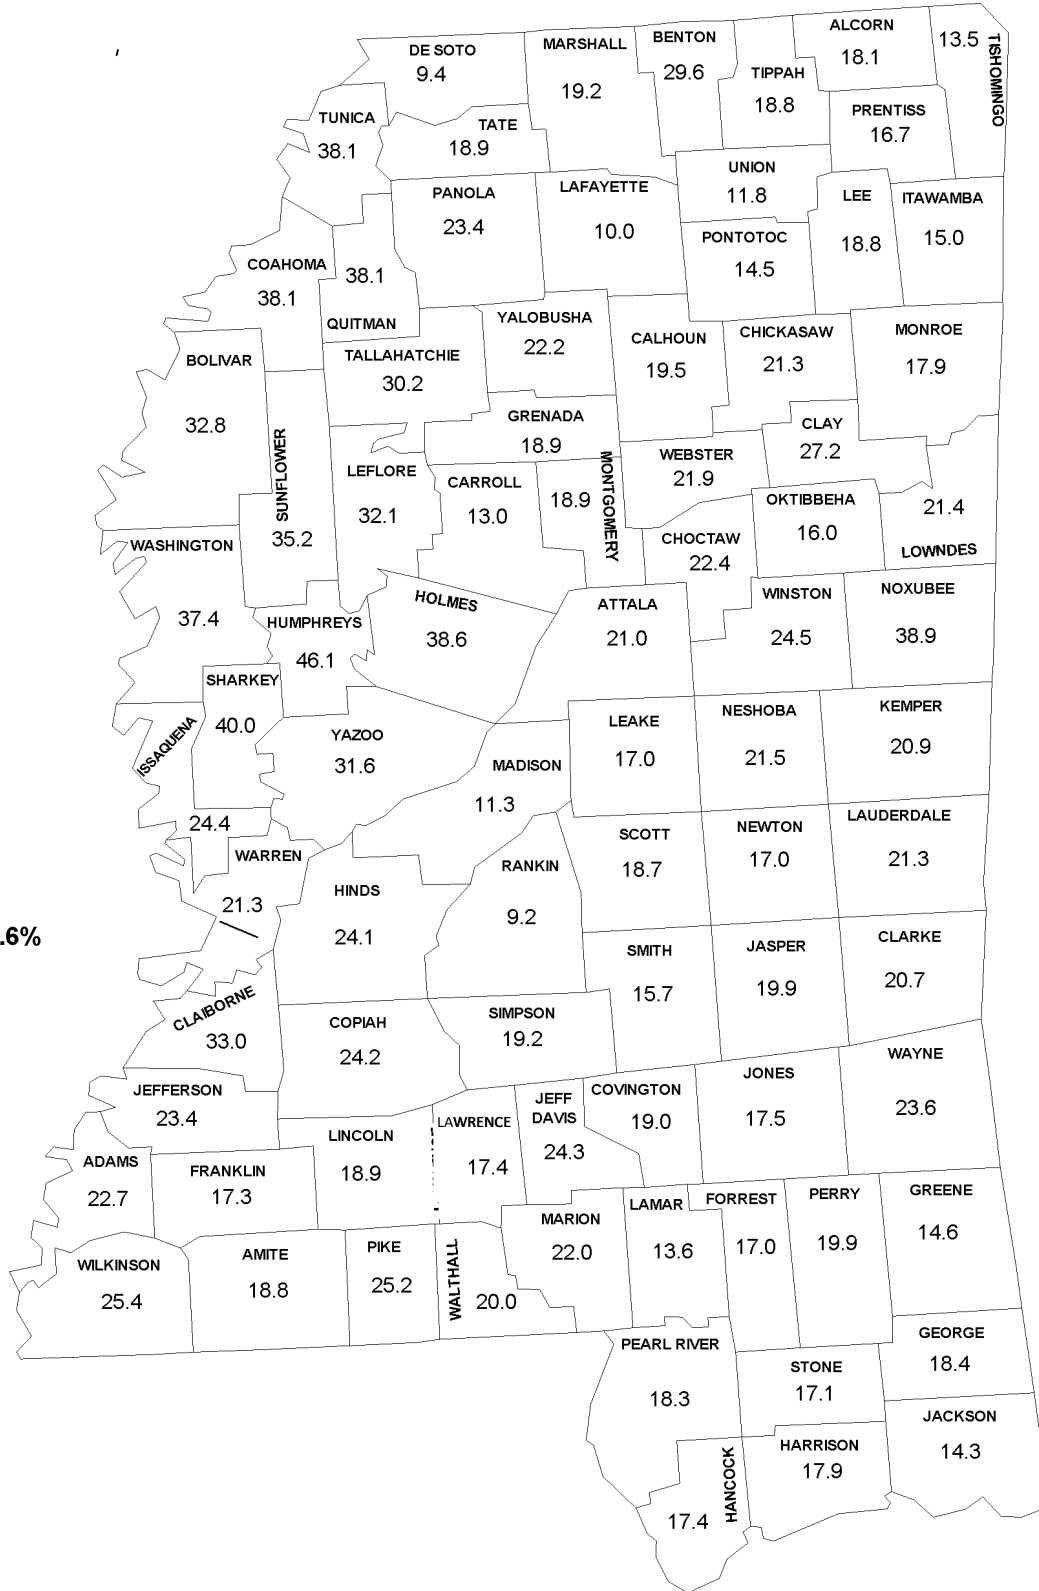 DE SOTO
9.4
MARSHALL
19.2
BENTON
29.6
TIPPAH
18.8
ALCORN
18.1
13.5
TISHOMINGO
TUNICA
38.1
TATE
18.9
PRENTISS
16.7
UNION
11.8
PANOLA
23.4
LAFAYETTE
10.0
LEE
18.8
ITAWAMBA
15.0
PONTOTOC
14.5
COAHOMA
38.1
38.1
QUITMAN
BOLIVAR
32.8
TALLAHATCHIE
30.2
YALOBUSHA
22.2
CALHOUN
19.5
CHICKASAW
21.3
MONROE
17.9
SUNFLOWER
35.2
LEFLORE
32.1
GRENADA
18.9
CARROLL
13.0
18.9
MONTGOMERY
WEBSTER
21.9
CLAY
27.2
OKTIBBEHA
16.0
21.4
LOWNDES
WASHINGTON
37.4
CHOCTAW
22.4
HUMPHREYS
46.1
HOLMES
38.6
ATTALA
21.0
WINSTON
24.5
NOXUBEE
38.9
SHARKEY
40.0
ISSAQUENA
24.4
YAZOO
31.6
MADISON
11.3
LEAKE
17.0
NESHOBA
21.5
KEMPER
20.9
WARREN
21.3
HINDS
24.1
RANKIN
9.2
SCOTT
18.7
NEWTON
17.0
LAUDERDALE
21.3
.6%
SMITH
15.7
JASPER
19.9
CLARKE
20.7
CLAIBORNE
33.0
COPIAH
24.2
SIMPSON
19.2
JEFFERSON
23.4
LINCOLN
18.9
LAWRENCE
17.4
JEFF
DAVIS
24.3
COVINGTON
19.0
JONES
17.5
WAYNE
23.6
ADAMS
22.7
FRANKLIN
17.3
MARION
22.0
LAMAR
13.6
FORREST
17.0
PERRY
19.9
GREENE
14.6
WILKINSON
25.4
AMITE
18.8
PIKE
25.2
WALTHALL
20.0
PEARL RIVER
18.3
STONE
17.1
GEORGE
18.4
HANCOCK
17.4
HARRISON
17.9
JACKSON
14.3